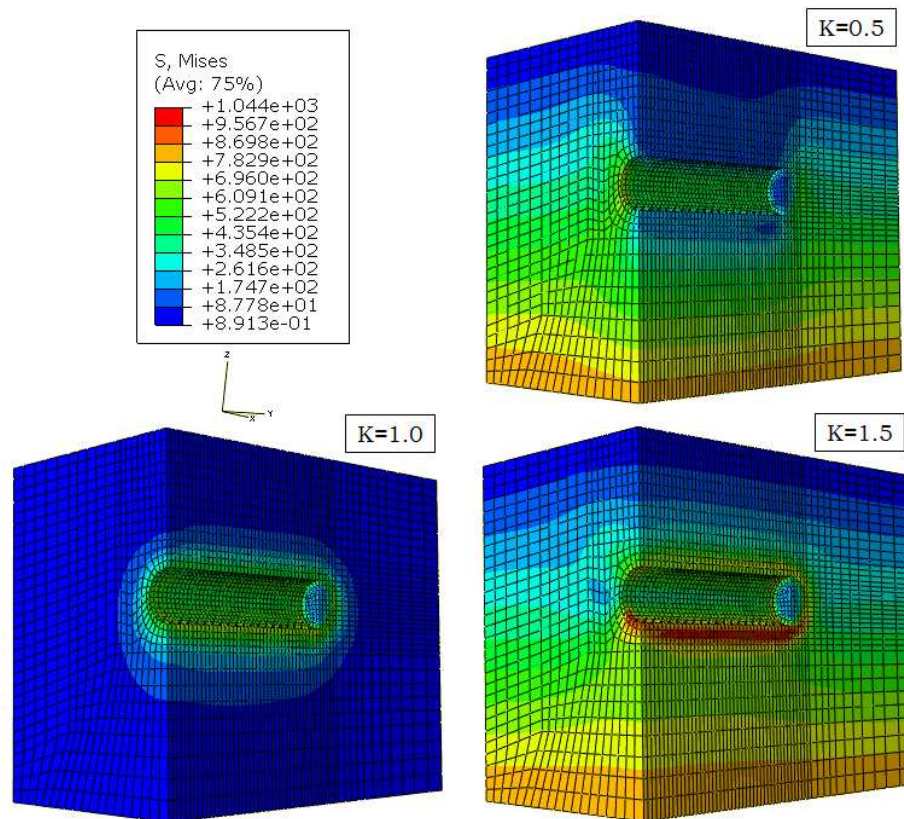 K=0.5
S, Mises
(Avg: 75%)
+1.044e+03
+9.567e+02
+8.698e+02
+7.829e+02
+6.960e+02
+6.091e+02
+5.222e+02
+4.354e+02
+3.485e+02
+2.616e+02
+1.747e+02
+8.778e+01
+8.913e-01
Z
X
Y
K=1.0
K=1.5